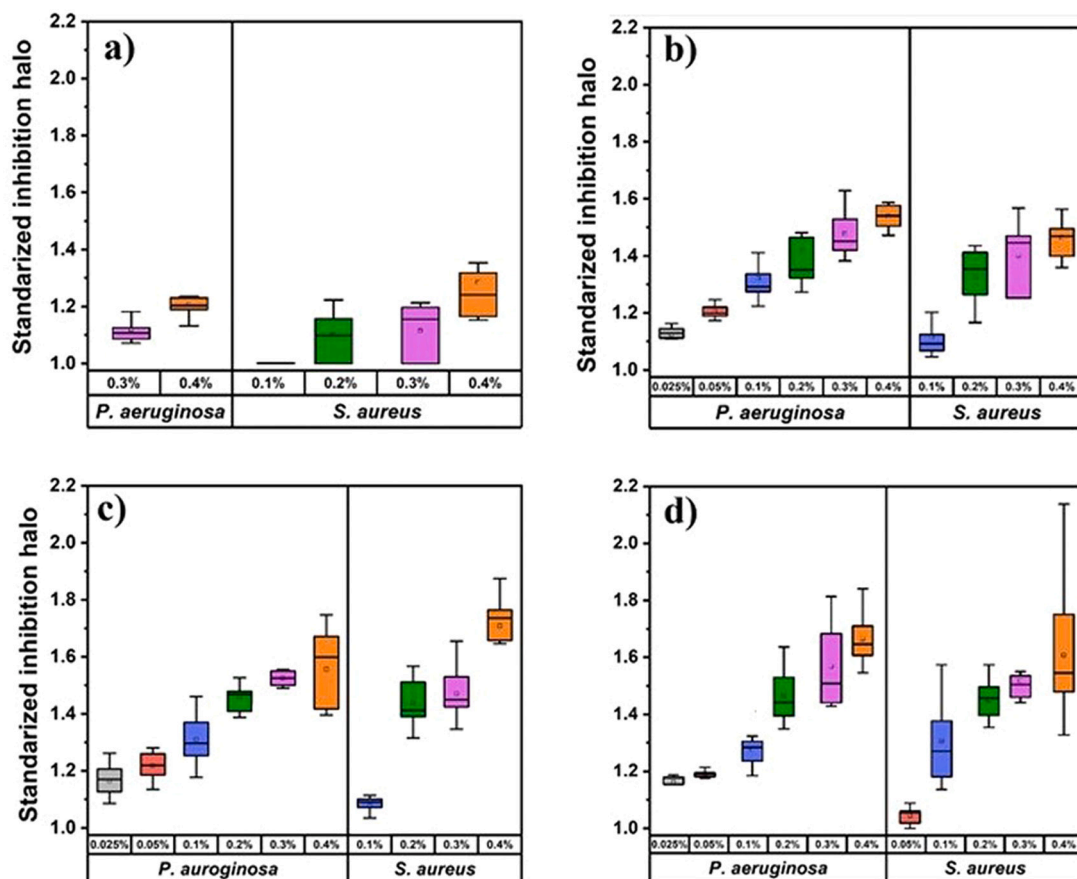 a)
Standarized inhibition halo
2.2
2.0
1.8
1.6
1.4
1.2
1.0
0.3% 0.4% 0.1% 0.2% 0.3% 0.4%
P. aeruginosa S. aureus
b)
Standarized inhibition halo
2.2
2.0
1.8
1.6
1.4
1.2
1.0
0.025% 0.05% 0.1% 0.2% 0.3% 0.4% 0.1% 0.2% 0.3% 0.4%
P. aeruginosa S. aureus
c)
Standarized inhibition halo
2.2
2.0
1.8
1.6
1.4
1.2
1.0
0.025% 0.05% 0.1% 0.2% 0.3% 0.4% 0.1% 0.2% 0.3% 0.4%
P. auroginosa S. aureus
d)
2.2
2.0
1.8
1.6
1.4
1.2
1.0
0.025% 0.05% 0.1% 0.2% 0.3% 0.4% 0.05% 0.1% 0.2% 0.3% 0.4%
P. aeruginosa S. aureus